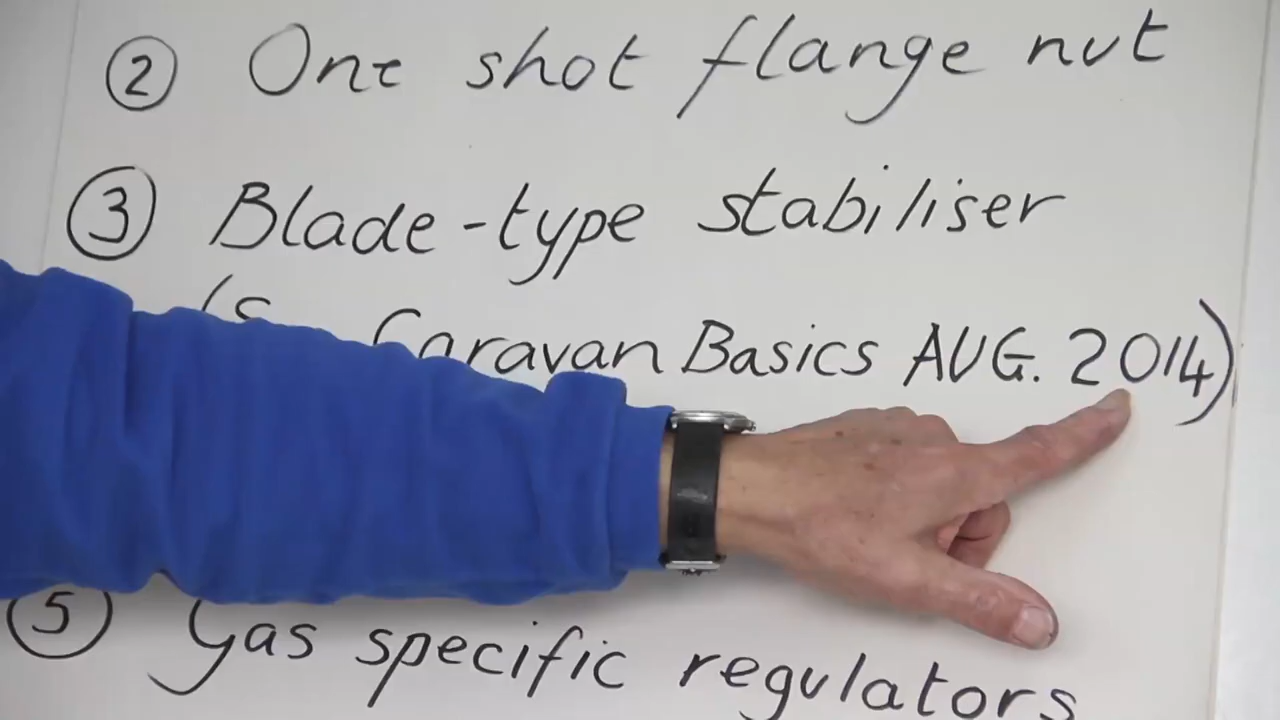 ② One shot flange nut
③ Blade-type stabiliser
Caravan Basics AUG. 2014)
⑤ Gas specific regulators